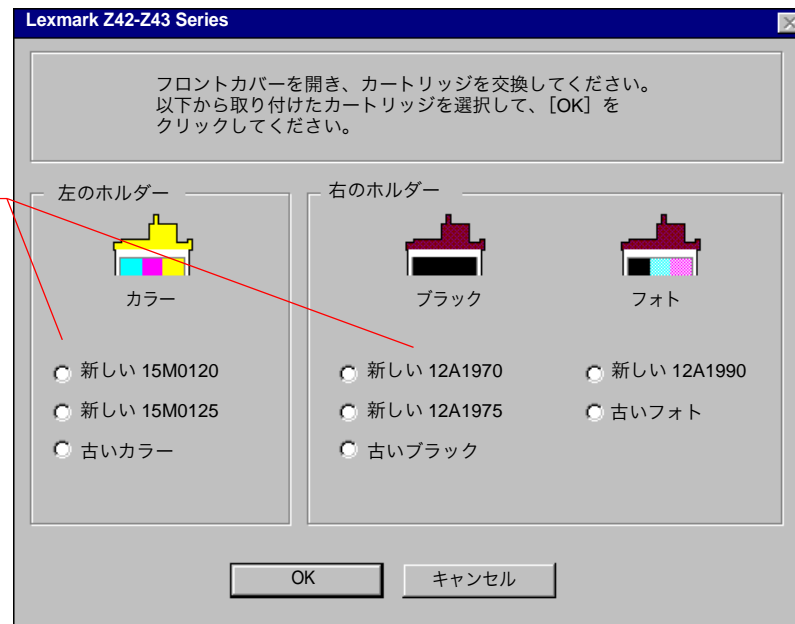 Lexmark Z42-Z43 Series
フロントカバーを開き、カートリッジを交換してください。
以下から取り付けたカートリッジを選択して、［OK］を
クリックしてください。
左のホルダー
カラー
新しい 15M0120
新しい 15M0125
古いカラー
右のホルダー
ブラック
フォト
新しい 12A1970
新しい 12A1990
新しい 12A1975
古いフォト
古いブラック
OK
キャンセル